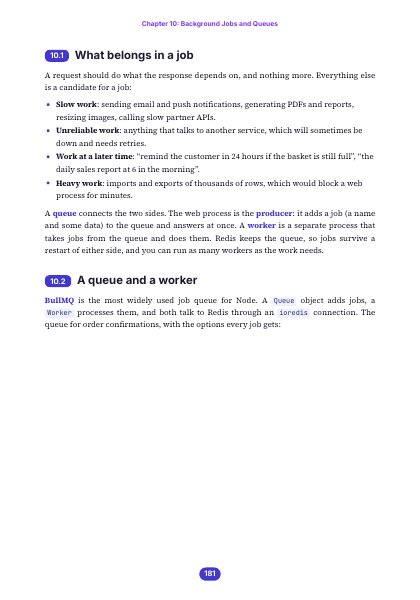 Chapter 10: Background Jobs and Queues
10.1 What belongs in a job
A request should do what the response depends on, and nothing more. Everything else
is a candidate for a job:
• Slow work: sending email and push notifications, generating PDFs and reports,
resizing images, calling slow partner APIs.
• Unreliable work: anything that talks to another service, which will sometimes be
down and needs retries.
• Work at a later time: “remind the customer in 24 hours if the basket is still full”, “the
daily sales report at 6 in the morning”.
• Heavy work: imports and exports of thousands of rows, which would block a web
process for minutes.
A queue connects the two sides. The web process is the producer: it adds a job (a name
and some data) to the queue and answers at once. A worker is a separate process that
takes jobs from the queue and does them. Redis keeps the queue, so jobs survive a
restart of either side, and you can run as many workers as the work needs.
10.2 A queue and a worker
BullMQ is the most widely used job queue for Node. A Queue object adds jobs, a
Worker processes them, and both talk to Redis through an ioredis connection. The
queue for order confirmations, with the options every job gets:
181